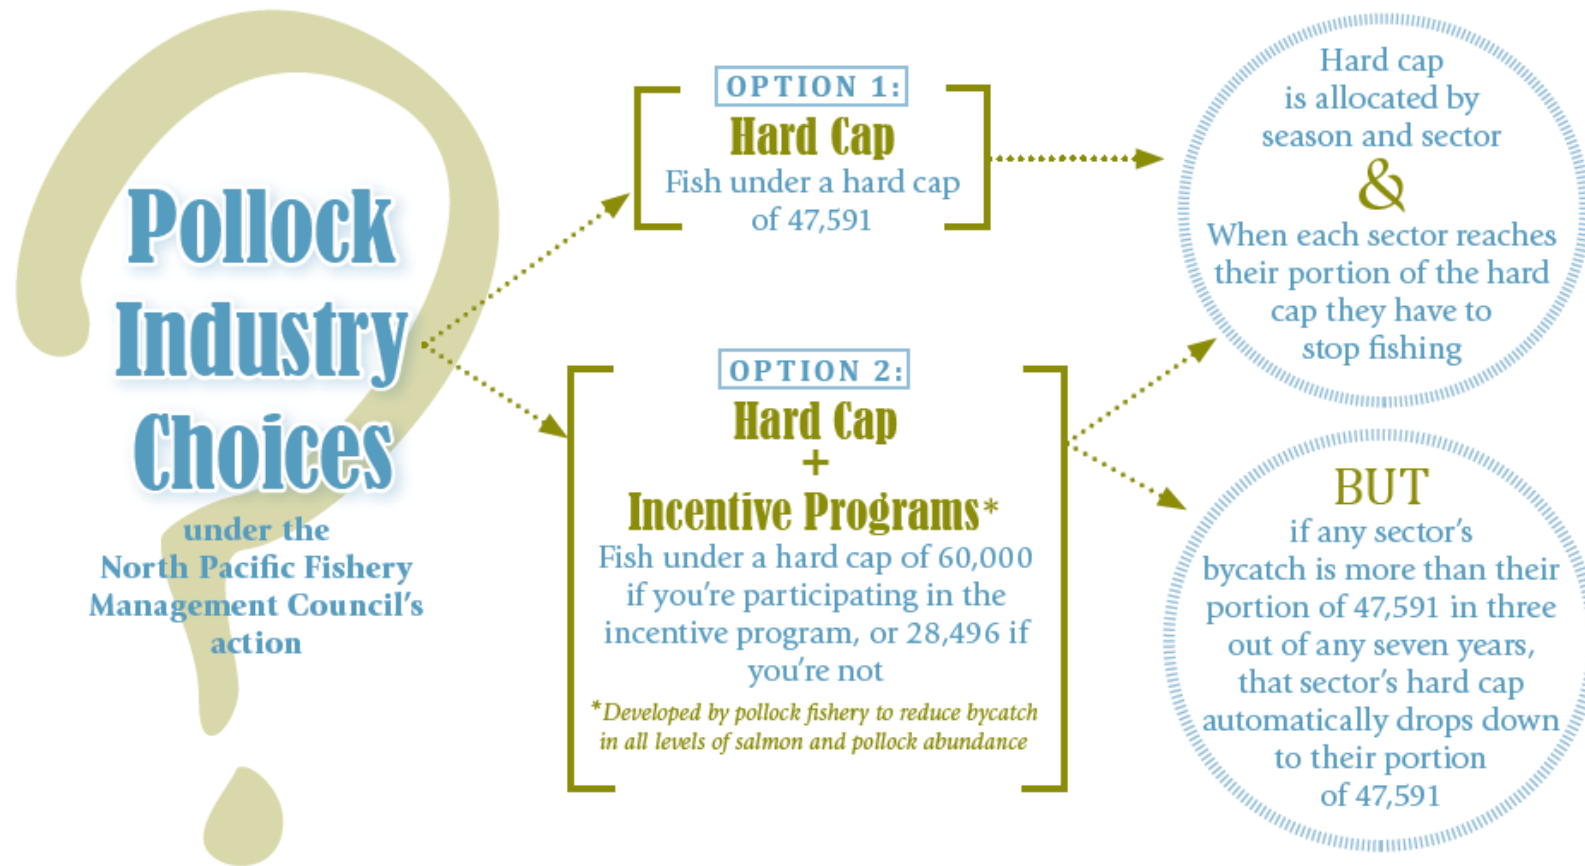 Pollock
Industry
Choices
under the
North Pacific Fishery
Management Council's
action
OPTION 1:
Hard Cap
Fish under a hard cap
of 47,591
Hard cap
is allocated by
season and sector
&
When each sector reaches
their portion of the hard
cap they have to
stop fishing
OPTION 2:
Hard Cap
+
Incentive Programs*
Fish under a hard cap of 60,000
if you're participating in the
incentive program, or 28,496 if
you're not
*Developed by pollock fishery to reduce bycatch
in all levels of salmon and pollock abundance
BUT
if any sector's
bycatch is more than their
portion of 47,591 in three
out of any seven years,
that sector's hard cap
automatically drops down
to their portion
of 47,591